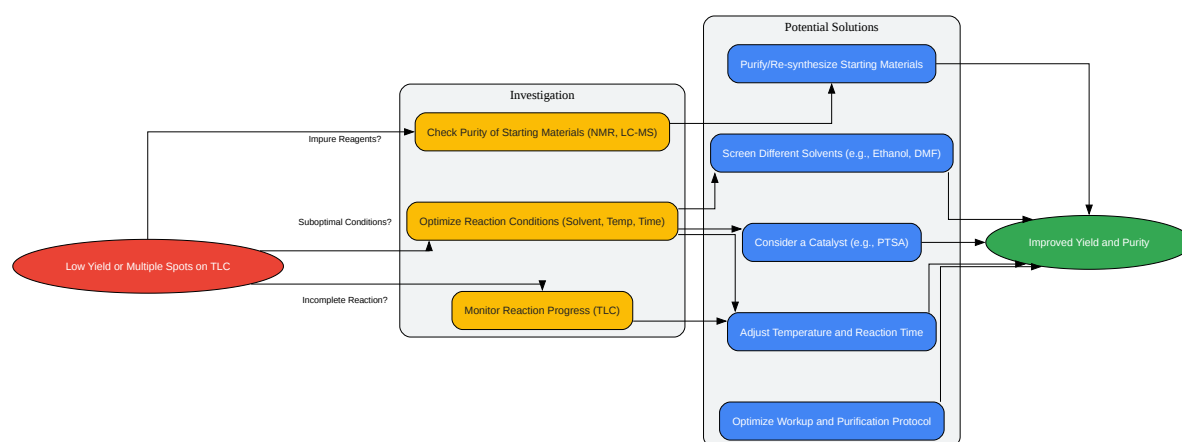 Potential Solutions
Purify/Re-synthesize Starting Materials
Investigation
Check Purity of Starting Materials (NMR, LC-MS)
Impure Reagents?
Screen Different Solvents (e.g., Ethanol, DMF)
Suboptimal Conditions?
Optimize Reaction Conditions (Solvent, Temp, Time)
Consider a Catalyst (e.g., PTSA)
Improved Yield and Purity
Low Yield or Multiple Spots on TLC
Incomplete Reaction?
Monitor Reaction Progress (TLC)
Adjust Temperature and Reaction Time
Optimize Workup and Purification Protocol